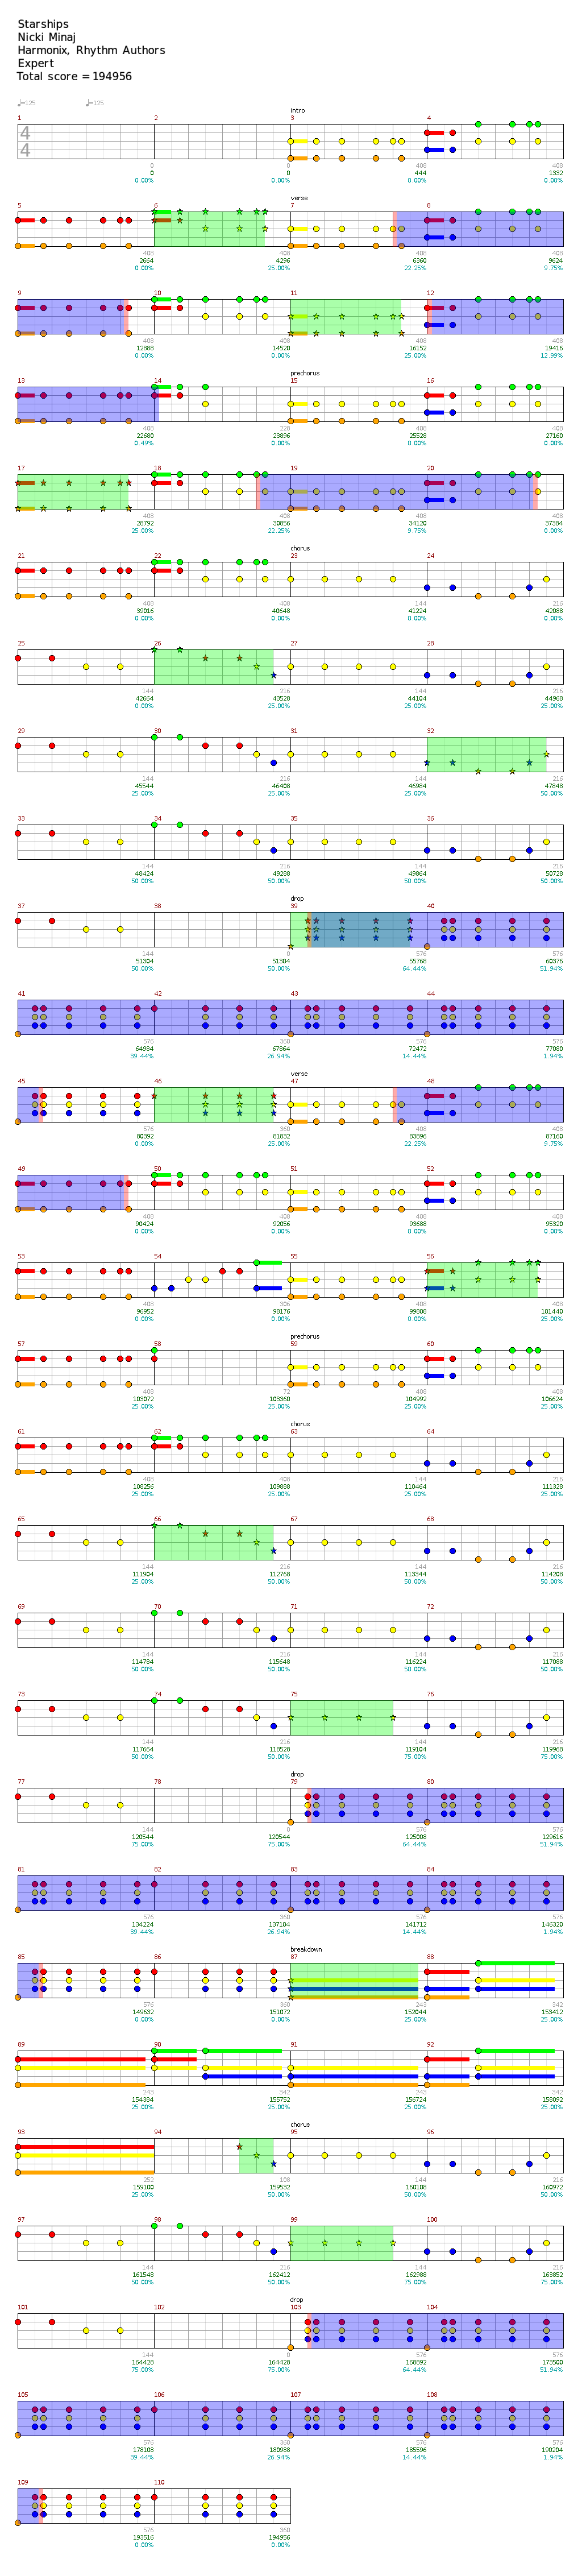 Starships
Nicki Minaj
Harmonix, Rhythm Authors
Expert
Total score = 194956
♩=125 ♩=125
intro
1 2 3 4
4
4
0 0 408 408
0 0 444 1332
0.00% 0.00% 0.00% 0.00%
verse
5 6 7 8
408 408 408 408
2664 4296 6360 9624
0.00% 25.00% 22.25% 9.75%
9 10 11 12
408 408 408 408
12888 14520 16152 19416
0.00% 0.00% 25.00% 12.99%
prechorus
13 14 15 16
408 228 408 408
22680 23896 25528 27160
0.49% 0.00% 0.00% 0.00%
17 18 19 20
408 408 408 408
28792 30856 34120 37384
25.00% 22.25% 9.75% 0.00%
chorus
21 22 23 24
408 408 144 216
39016 40648 41224 42088
0.00% 0.00% 0.00% 0.00%
25 26 27 28
144 216 144 216
42664 43528 44104 44968
0.00% 25.00% 25.00% 25.00%
29 30 31 32
144 216 144 216
45544 46408 46984 47848
25.00% 25.00% 25.00% 50.00%
33 34 35 36
144 216 144 216
48424 49288 49864 50728
50.00% 50.00% 50.00% 50.00%
drop
37 38 39 40
144 0 576 576
51304 51304 55768 60376
50.00% 50.00% 64.44% 51.94%
41 42 43 44
576 360 576 576
64984 67864 72472 77080
39.44% 26.94% 14.44% 1.94%
verse
45 46 47 48
576 360 408 408
80392 81832 83896 87160
0.00% 25.00% 22.25% 9.75%
49 50 51 52
408 408 408 408
90424 92056 93688 95320
0.00% 0.00% 0.00% 0.00%
53 54 55 56
408 306 408 408
96952 98176 99808 101440
0.00% 0.00% 0.00% 25.00%
prechorus
57 58 59 60
408 72 408 408
103072 103360 104992 106624
25.00% 25.00% 25.00% 25.00%
chorus
61 62 63 64
408 408 144 216
108256 109888 110464 111328
25.00% 25.00% 25.00% 25.00%
65 66 67 68
144 216 144 216
111904 112768 113344 114208
25.00% 50.00% 50.00% 50.00%
69 70 71 72
144 216 144 216
114784 115648 116224 117088
50.00% 50.00% 50.00% 50.00%
73 74 75 76
144 216 144 216
117664 118528 119104 119968
50.00% 50.00% 75.00% 75.00%
drop
77 78 79 80
144 0 576 576
120544 120544 125008 129616
75.00% 75.00% 64.44% 51.94%
81 82 83 84
576 360 576 576
134224 137104 141712 146320
39.44% 26.94% 14.44% 1.94%
breakdown
85 86 87 88
576 360 243 342
149632 151072 152044 153412
0.00% 0.00% 25.00% 25.00%
89 90 91 92
243 342 243 342
154384 155752 156724 158092
25.00% 25.00% 25.00% 25.00%
chorus
93 94 95 96
252 108 144 216
159100 159532 160108 160972
25.00% 50.00% 50.00% 50.00%
97 98 99 100
144 216 144 216
161548 162412 162988 163852
50.00% 50.00% 75.00% 75.00%
drop
101 102 103 104
144 0 576 576
164428 164428 168892 173500
75.00% 75.00% 64.44% 51.94%
105 106 107 108
576 360 576 576
178108 180988 185596 190204
39.44% 26.94% 14.44% 1.94%
109 110
576 360
193516 194956
0.00% 0.00%